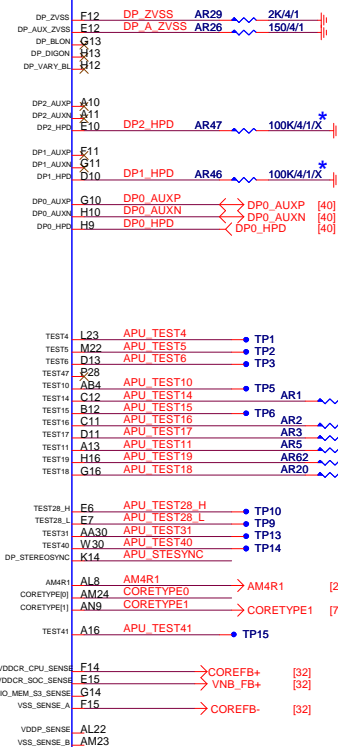 DP_ZVSS F12 DP_ZVSS AR29 2K/4/1
DP_AUX_ZVSS E12 DP_A_ZVSS AR26 150/4/1
DP_BLON G13
DP_DIGON H13
DP_VARY_BL H12
DP2_AUXP A10
DP2_AUXN A11 *
DP2_HPD E10 DP2_HPD AR47 100K/4/1/X
DP1_AUXP F11
DP1_AUXN G11 *
DP1_HPD D10 DP1_HPD AR46 100K/4/1/X
DP0_AUXP G10 DP0_AUXP DP0_AUXP [40]
DP0_AUXN H10 DP0_AUXN DP0_AUXN [40]
DP0_HPD H9 DP0_HPD DP0_HPD [40]
TEST4 L23 APU_TEST4 TP1
TEST5 M22 APU_TEST5 TP2
TEST6 D13 APU_TEST6 TP3
TEST47 P28
TEST10 AB4 APU_TEST10 TP5
TEST14 C12 APU_TEST14 AR1
TEST15 B12 APU_TEST15 TP6
TEST16 C11 APU_TEST16 AR2
TEST17 D11 APU_TEST17 AR3
TEST11 A13 APU_TEST11 AR5
TEST19 H16 APU_TEST19 AR62
TEST18 G16 APU_TEST18 AR20
TEST28_H E6 APU_TEST28_H TP10
TEST28_L E7 APU_TEST28_L TP9
TEST31 AA30 APU_TEST31 TP13
TEST40 W30 APU_TEST40 TP14
DP_STEREOSYNC K14 APU_STESYNC
AM4R1 AL8 AM4R1 AM4R1 [2
CORETYPE[0] AM24 CORETYPE0
CORETYPE[1] AN9 CORETYPE1 CORETYPE1 [7
TEST41 A16 APU_TEST41 TP15
VDDCR_CPU_SENSE F14 COREFB+ [32]
VDDCR_SOC_SENSE E15 VNB_FB+ [32]
IO_MEM_S3_SENSE G14
VSS_SENSE_A F15 COREFB- [32]
VDDP_SENSE AL22
VSS_SENSE_B AM23